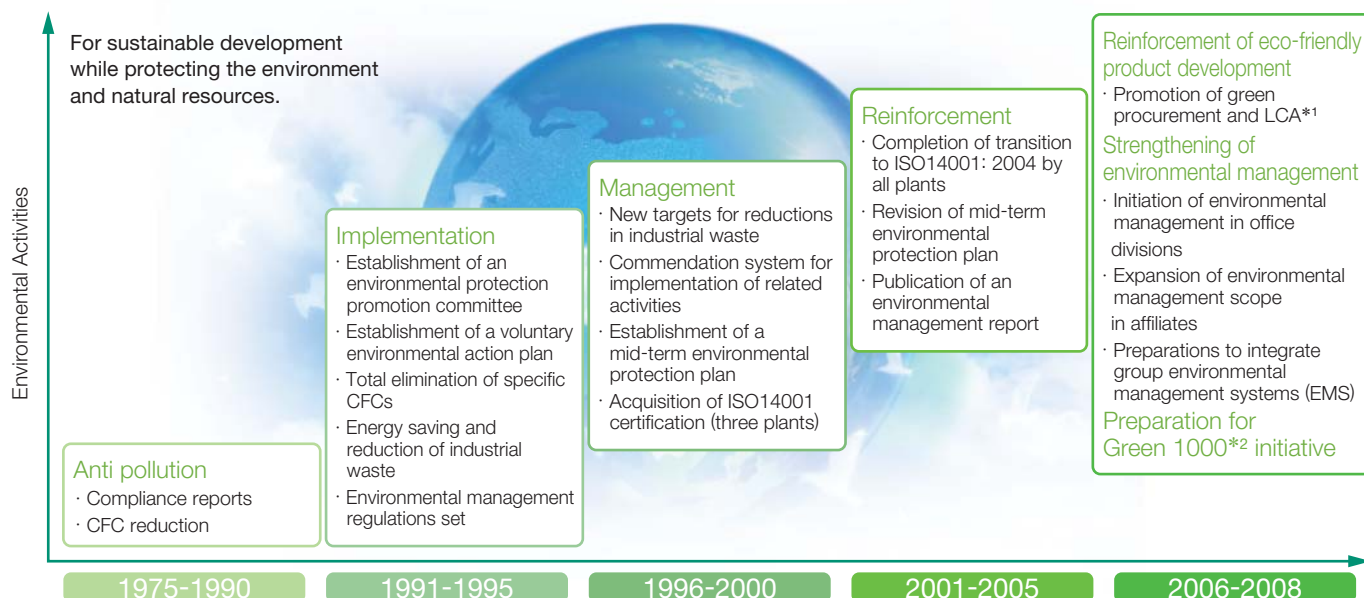 For sustainable development
while protecting the environment
and natural resources.
Environmental Activities
Anti pollution
· Compliance reports
· CFC reduction
Implementation
· Establishment of an
environmental protection
promotion committee
· Establishment of a voluntary
environmental action plan
· Total elimination of specific
CFCs
· Energy saving and
reduction of industrial
waste
· Environmental management
regulations set
Management
· New targets for reductions
in industrial waste
· Commendation system for
implementation of related
activities
· Establishment of a
mid-term environmental
protection plan
· Acquisition of ISO14001
certification (three plants)
Reinforcement
· Completion of transition
to ISO14001: 2004 by
all plants
· Revision of mid-term
environmental
protection plan
· Publication of an
environmental
management report
Reinforcement of eco-friendly
product development
· Promotion of green
procurement and LCA*1
Strengthening of
environmental management
· Initiation of environmental
management in office
divisions
· Expansion of environmental
management scope
in affiliates
· Preparations to integrate
group environmental
management systems (EMS)
Preparation for
Green 1000*2 initiative
1975-1990
1991-1995
1996-2000
2001-2005
2006-2008